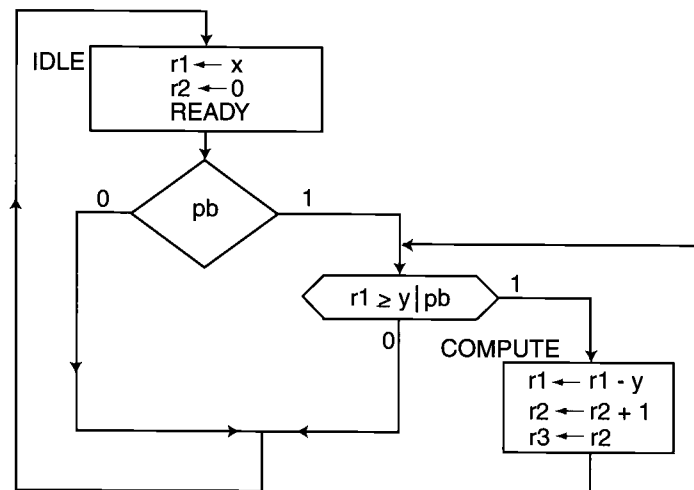 IDLE
r1 ← x
r2 ← 0
READY
0
pb
1
r1 ≥ y | pb
1
0
COMPUTE
r1 ← r1 - y
r2 ← r2 + 1
r3 ← r2